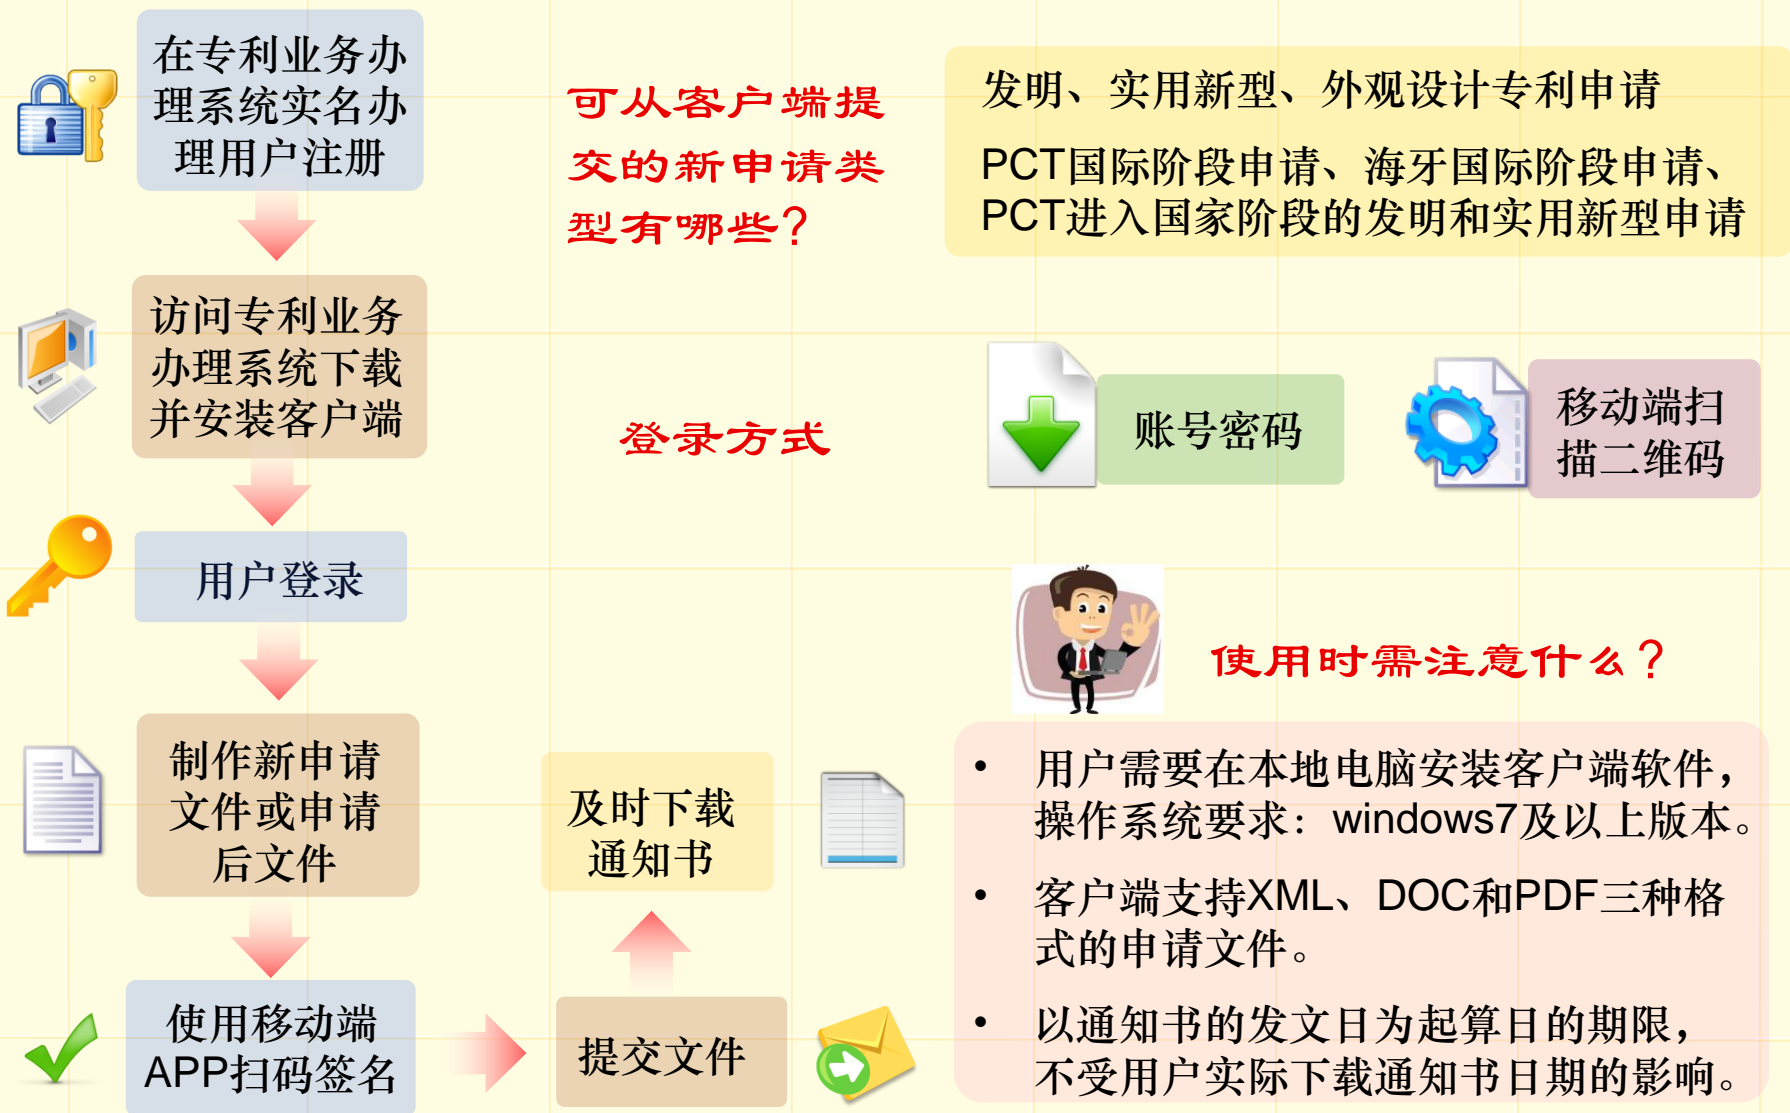 在专利业务办
理系统实名办
理用户注册
访问专利业务
办理系统下载
并安装客户端
用户登录
制作新申请
文件或申请
后文件
使用移动端
APP扫码签名
提交文件
及时下载
通知书
可从客户端提
交的新申请类
型有哪些?
发明、实用新型、外观设计专利申请
PCT国际阶段申请、海牙国际阶段申请、
PCT进入国家阶段的发明和实用新型申请
登录方式
账号密码
移动端扫
描二维码
使用时需注意什么?
• 用户需要在本地电脑安装客户端软件，
操作系统要求：windows7及以上版本。
• 客户端支持XML、DOC和PDF三种格
式的申请文件。
• 以通知书的发文日为起算日的期限，
不受用户实际下载通知书日期的影响。